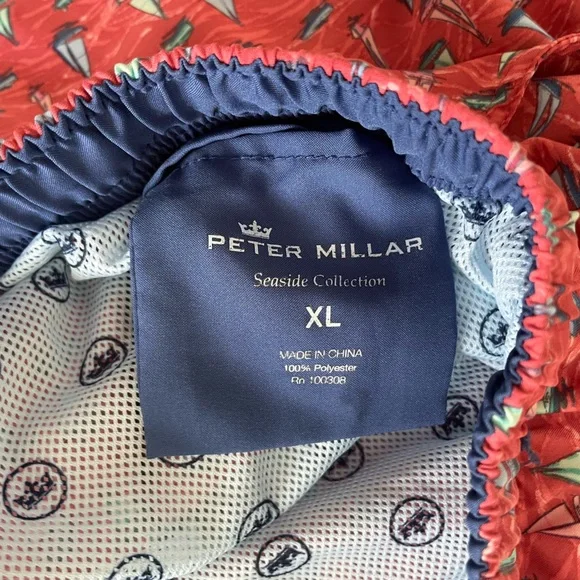 PETER MILLAR
Seaside Collection
XL
MADE IN CHINA
100% Polyester
Rn 100308